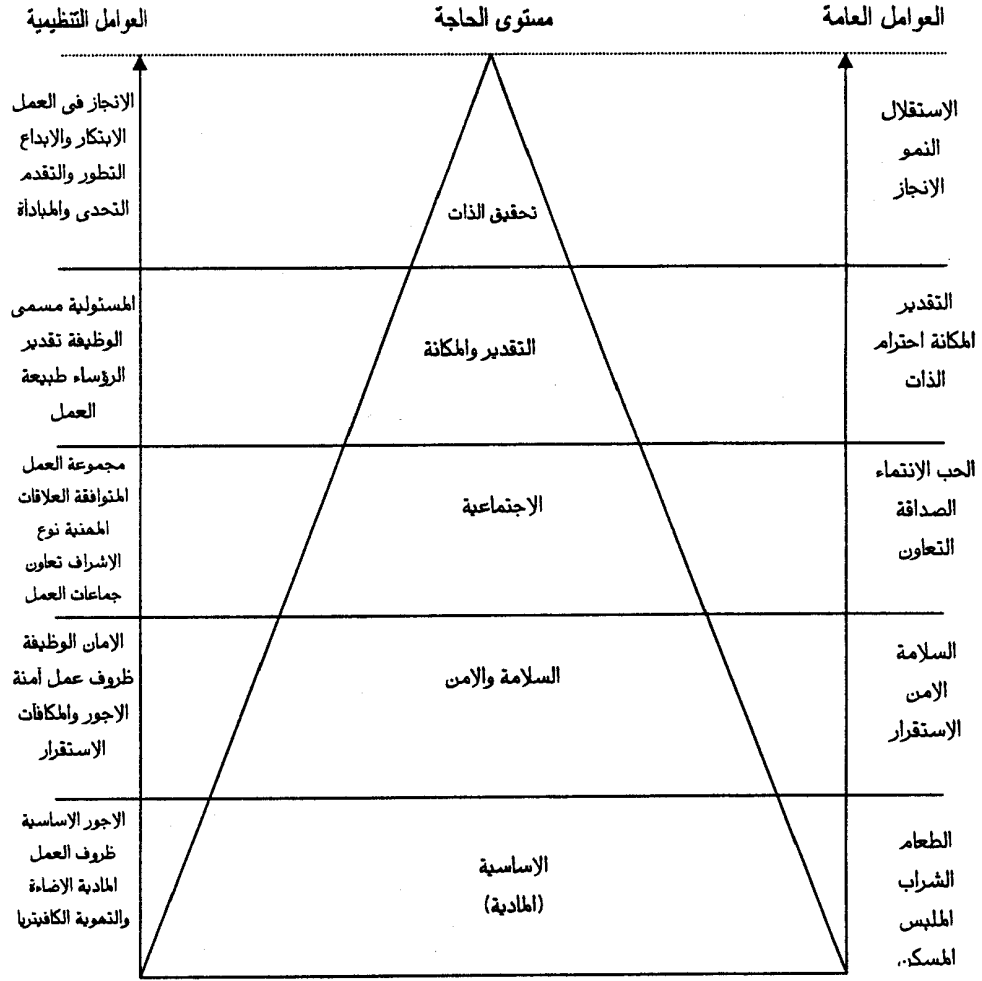 العوامل العامة
مستوى الحاجة
العوامل التنظيمية
الاستقلال
النمو
الانجاز
تحقيق الذات
الانجاز فى العمل
الابتكار والابداع
التطور والتقدم
التحدى والمبادأة
التقدير
المكانة احترام
الذات
التقدير والمكانة
المسئولية مسمى
الوظيفة تقدير
الرؤساء طبيعة
العمل
الحب الانتماء
الصداقة
التعاون
الاجتماعية
مجموعة العمل
المتوافقة العلاقات
المهنية نوع
الاشراف تعاون
جماعات العمل
السلامة
الامن
الاستقرار
السلامة والامن
الامان الوظيفة
ظروف عمل آمنة
الاجور والمكافآت
الاستقرار
الطعام
الشراب
الملبس
المسكن
الاساسية
(المادية)
الاجور الاساسية
ظروف العمل
المادية الاضاءة
والتهوية الكافيتريا